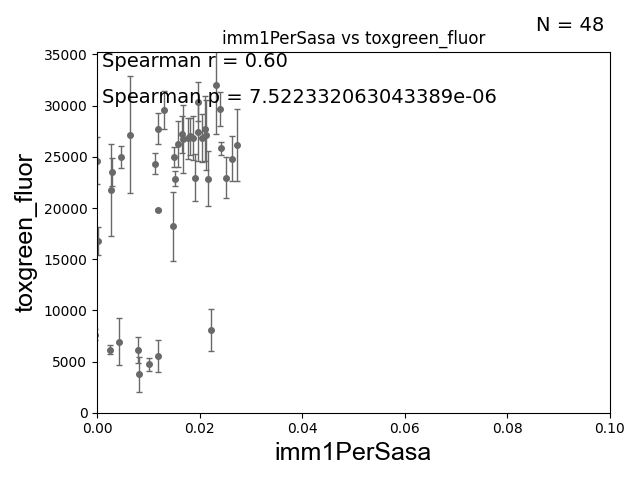 N = 48
imm1PerSasa vs toxgreen_fluor
Spearman r = 0.60
Spearman p = 7.522332063043389e-06
35000
30000
25000
20000
15000
10000
5000
0
toxgreen_fluor
0.00 0.02 0.04 0.06 0.08 0.10
imm1PerSasa